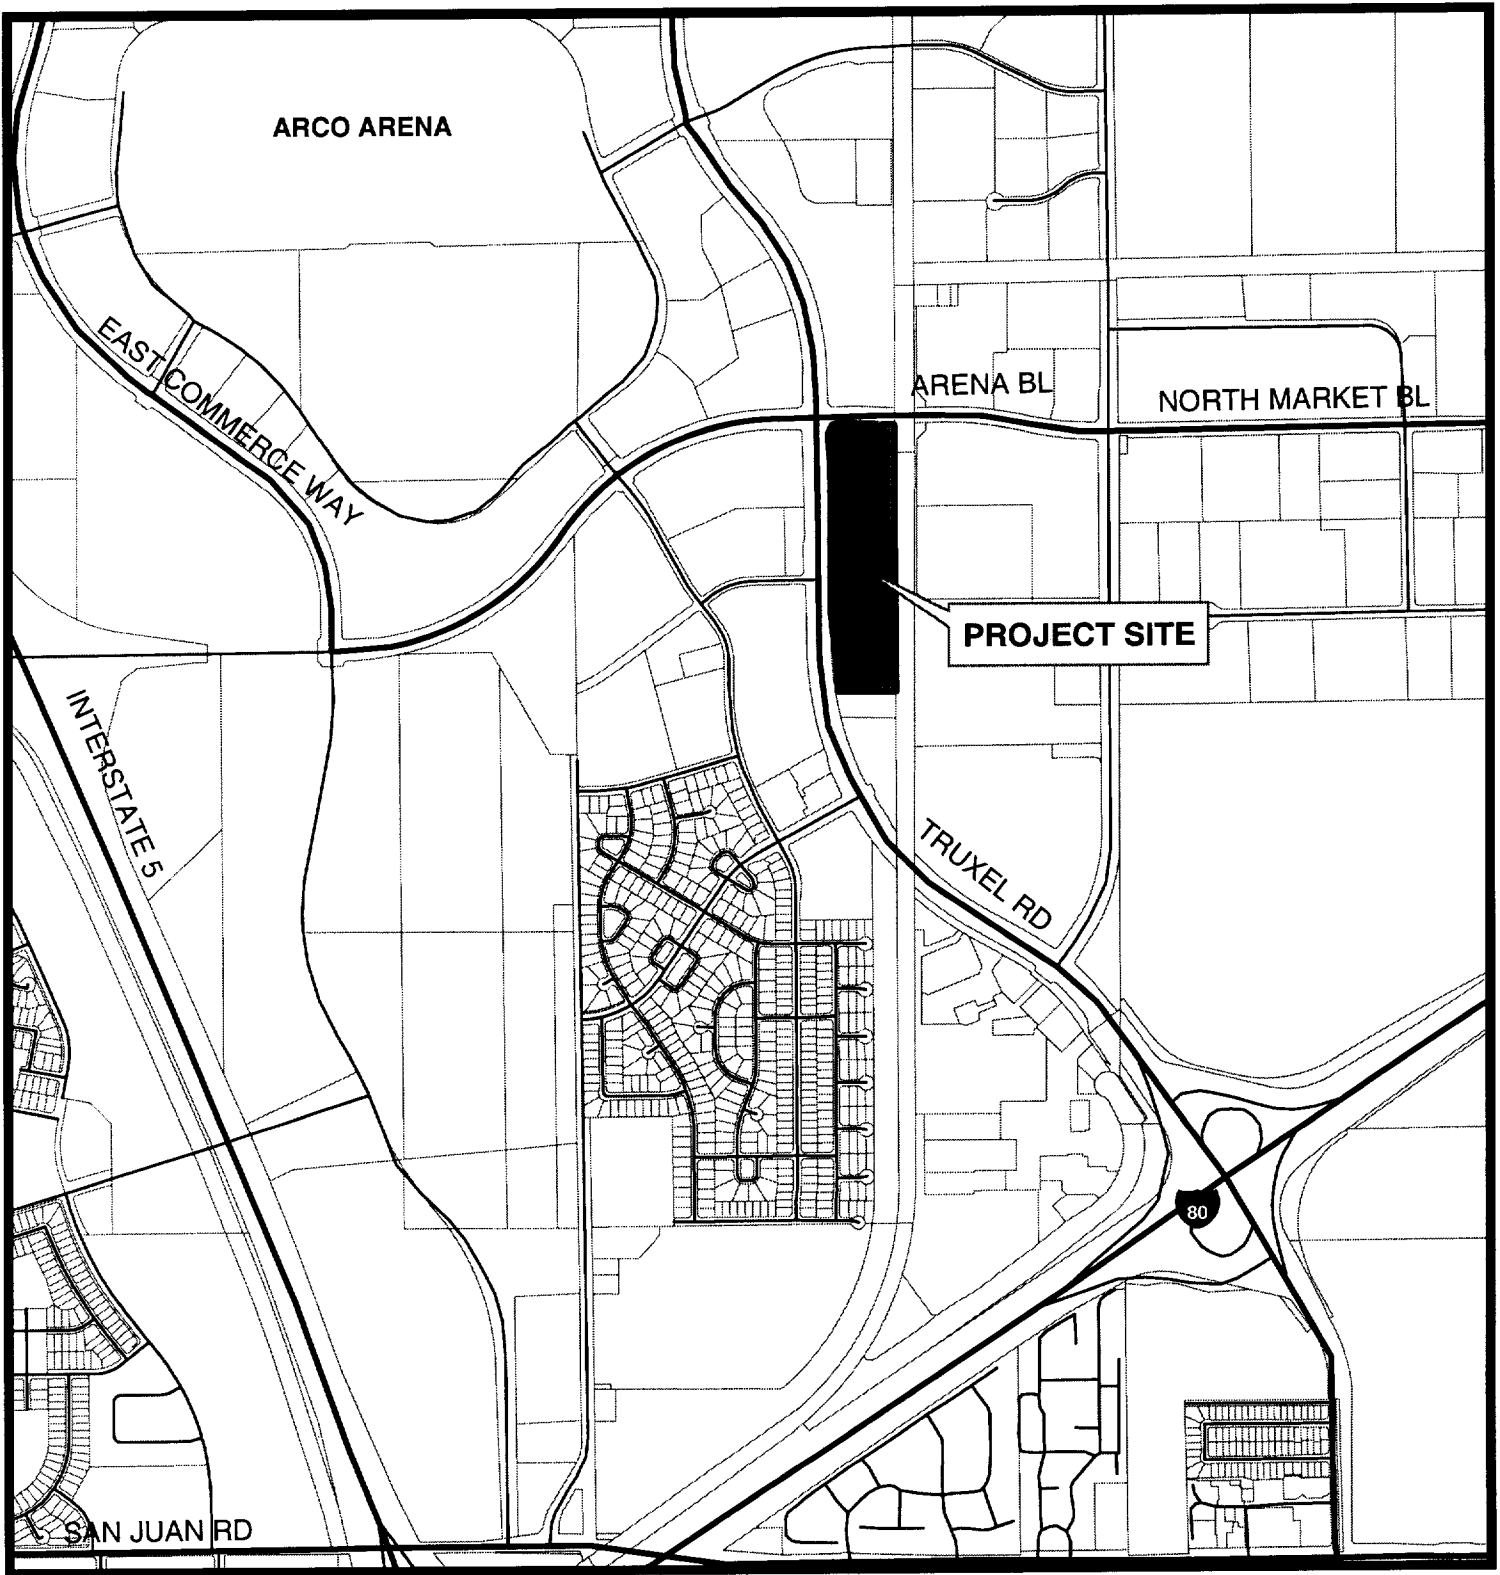 ARCO ARENA
EAST COMMERCE WAY
ARENA BL
NORTH MARKET BL
PROJECT SITE
INTERSTATE 5
TRUXEL RD
80
SAN JUAN RD